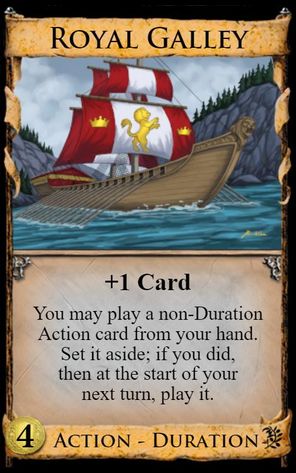 ROYAL GALLEY
+1 Card
You may play a non-Duration
Action card from your hand.
Set it aside; if you did,
then at the start of your
next turn, play it.
4
ACTION - DURATION